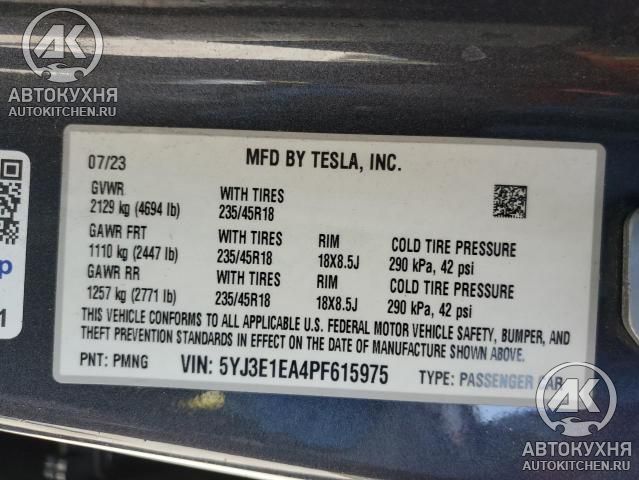 АК
АВТОКУХНЯ
AUTOKITCHEN.RU
07/23
MFD BY TESLA, INC.
GVWR
2129 kg (4694 lb)
WITH TIRES
235/45R18
GAWR FRT
1110 kg (2447 lb)
WITH TIRES
235/45R18
RIM
18X8.5J
COLD TIRE PRESSURE
290 kPa, 42 psi
GAWR RR
1257 kg (2771 lb)
WITH TIRES
235/45R18
RIM
18X8.5J
COLD TIRE PRESSURE
290 kPa, 42 psi
THIS VEHICLE CONFORMS TO ALL APPLICABLE U.S. FEDERAL MOTOR VEHICLE SAFETY, BUMPER, AND
THEFT PREVENTION STANDARDS IN EFFECT ON THE DATE OF MANUFACTURE SHOWN ABOVE.
PNT: PMNG
VIN: 5YJ3E1EA4PF615975
TYPE: PASSENGER CAR
p
1
АК
АВТОКУХНЯ
AUTOKITCHEN.RU